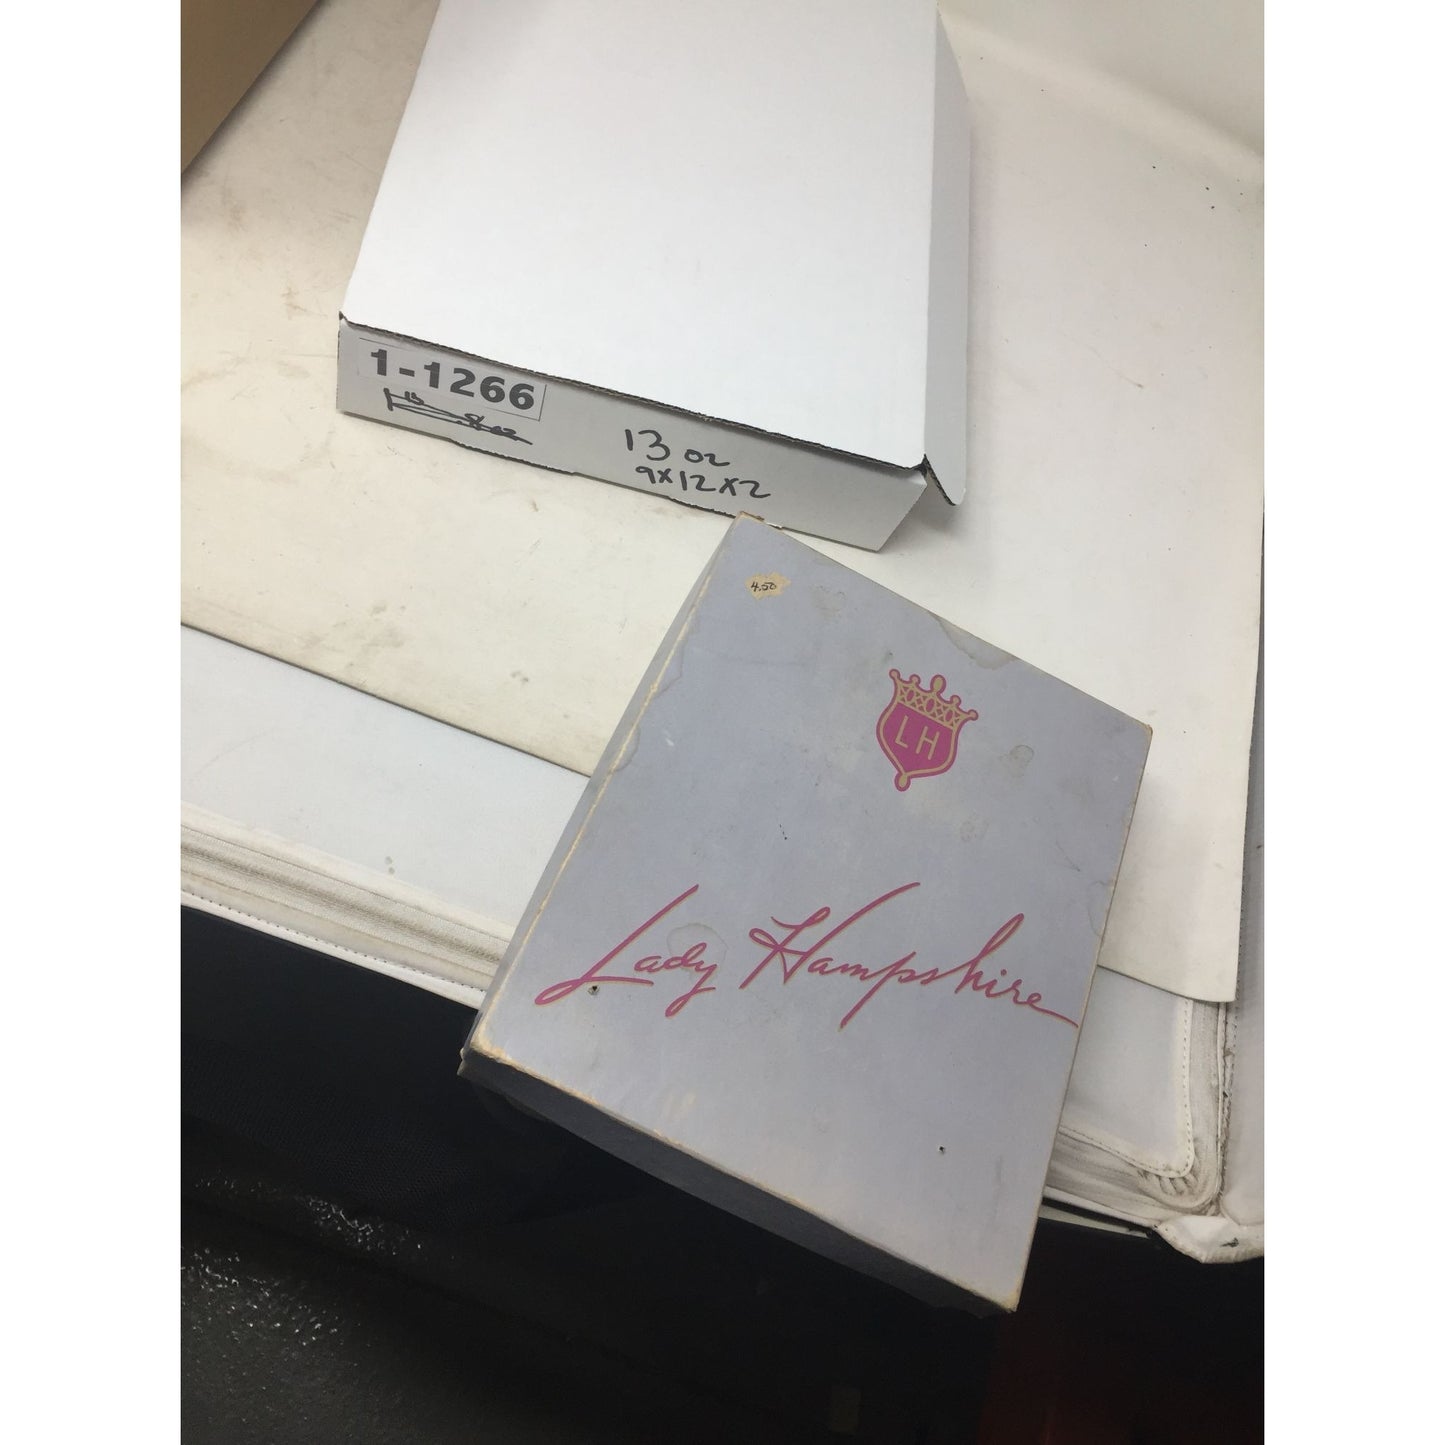 1-1266
13 oz
9X12X2
4.50
LH
Lady Hampshire